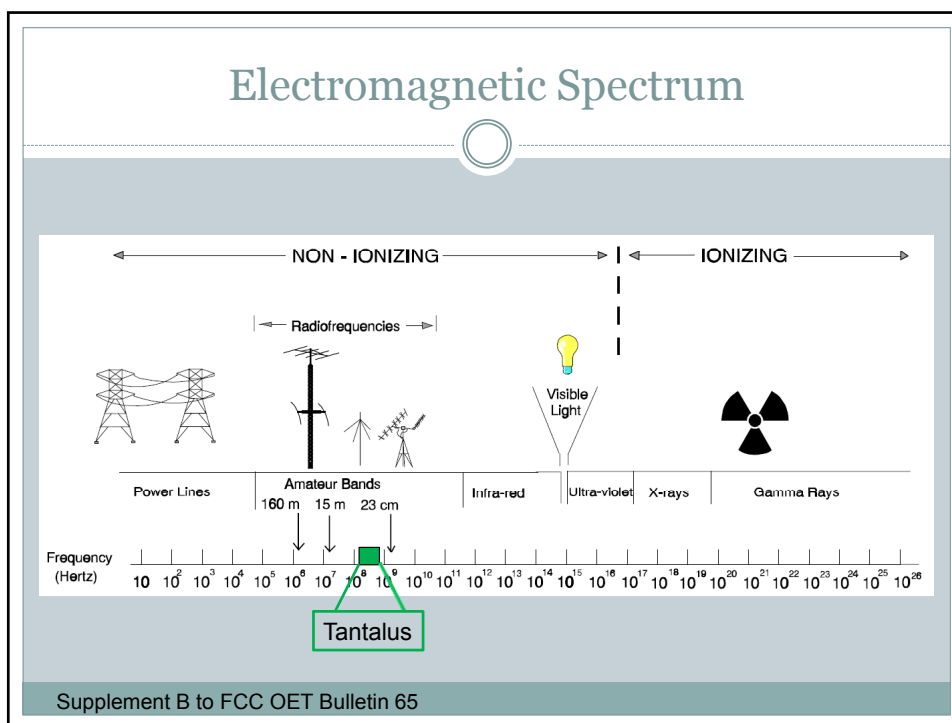 Electromagnetic Spectrum
NON - IONIZING
IONIZING
Radiofrequencies
Visible
Light
Power Lines
Amateur Bands
Infra-red
Ultra-violet
X-rays
Gamma Rays
160 m 15 m 23 cm
Frequency
(Hertz)
10 10² 10³ 10⁴ 10⁵ 10⁶ 10⁷ 10⁸ 10⁹ 10¹⁰ 10¹¹ 10¹² 10¹³ 10¹⁴ 10¹⁵ 10¹⁶ 10¹⁷ 10¹⁸ 10¹⁹ 10²⁰ 10²¹ 10²² 10²³ 10²⁴ 10²⁵ 10²⁶
Tantalus
Supplement B to FCC OET Bulletin 65